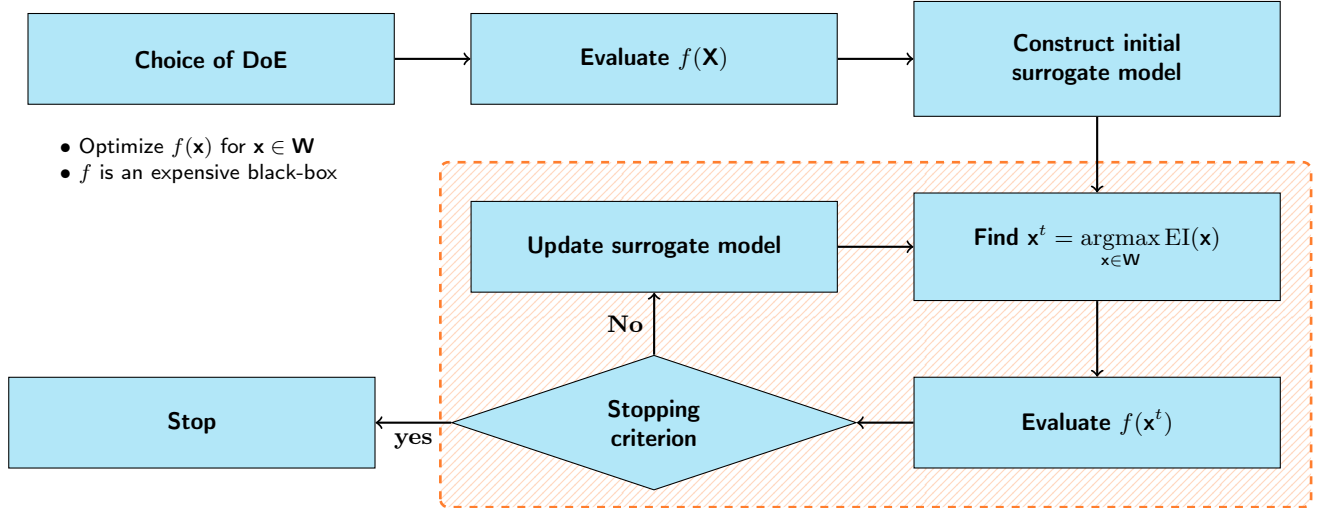 Choice of DoE
Evaluate f(X)
Construct initial
surrogate model
• Optimize f(x) for x ∈ W
• f is an expensive black-box
Update surrogate model
Find x^t = argmax EI(x)
x∈W
No
Stop
yes
Stopping
criterion
Evaluate f(x^t)